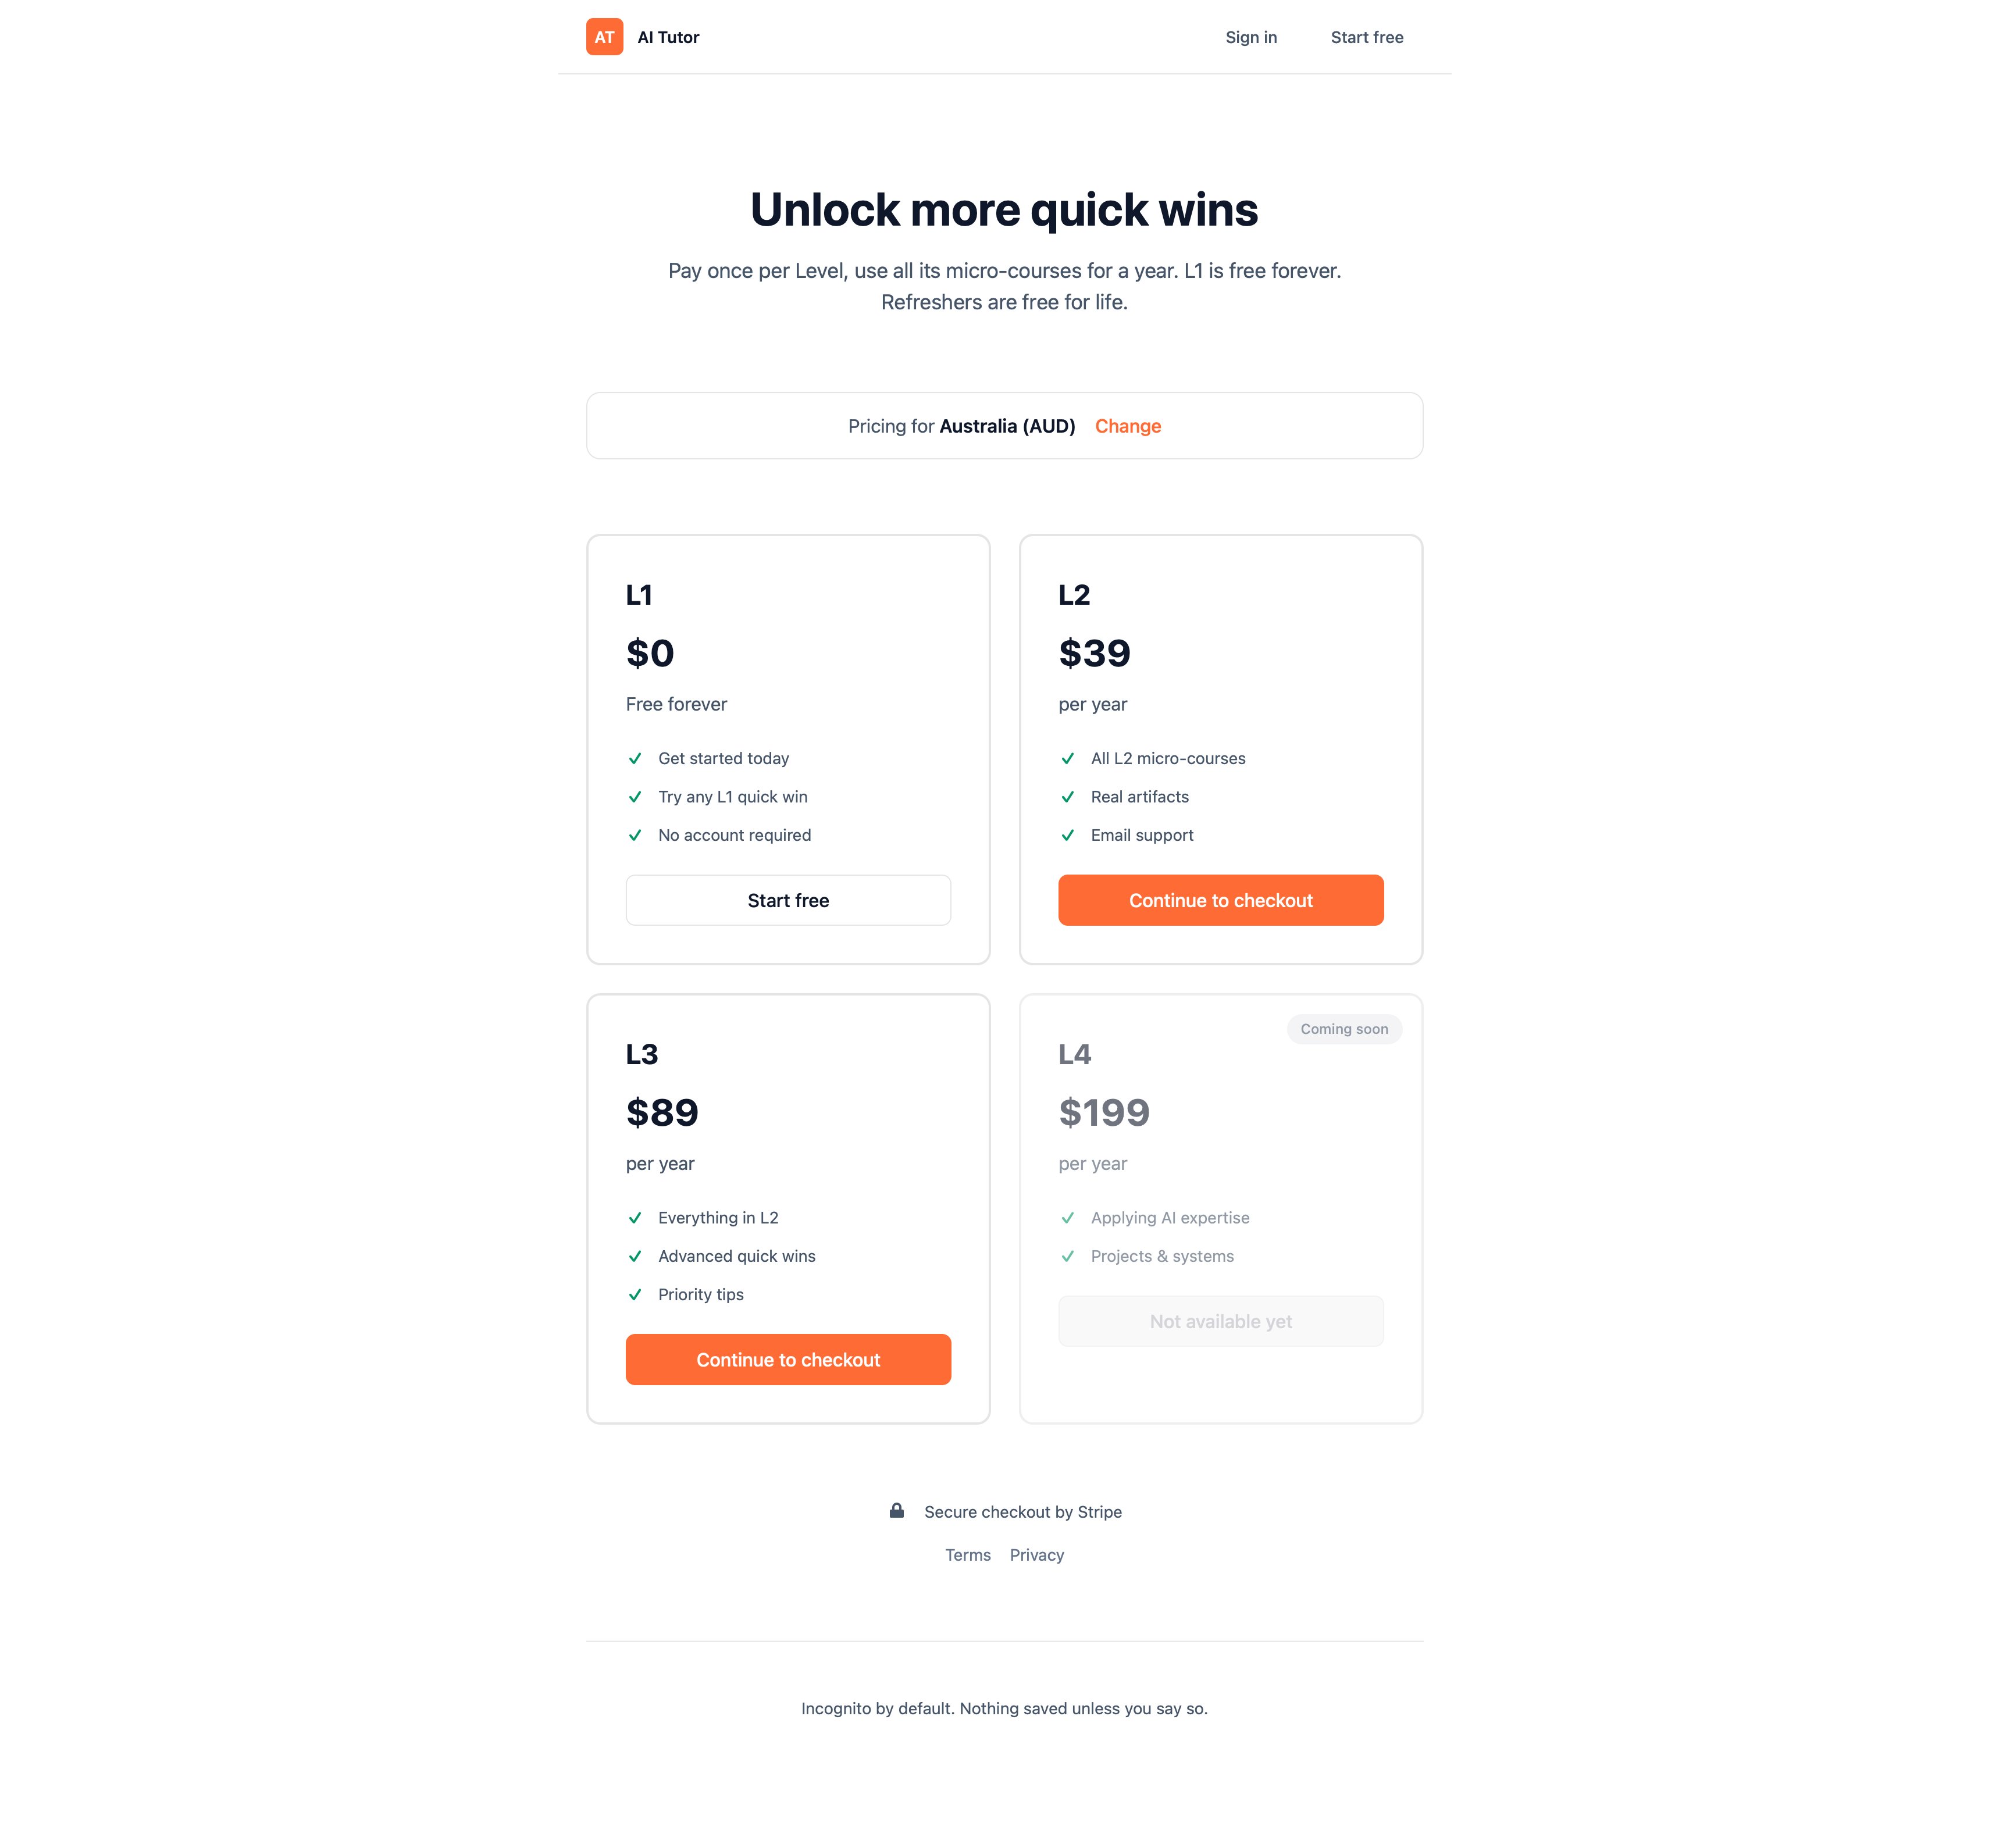 AT
AI Tutor
Sign in
Start free
Unlock more quick wins
Pay once per Level, use all its micro-courses for a year. L1 is free forever.
Refreshers are free for life.
Pricing for Australia (AUD) Change
L1
$0
Free forever
Get started today
Try any L1 quick win
No account required
Start free
L2
$39
per year
All L2 micro-courses
Real artifacts
Email support
Continue to checkout
L3
$89
per year
Everything in L2
Advanced quick wins
Priority tips
Continue to checkout
Coming soon
L4
$199
per year
Applying AI expertise
Projects & systems
Not available yet
Secure checkout by Stripe
Terms Privacy
Incognito by default. Nothing saved unless you say so.